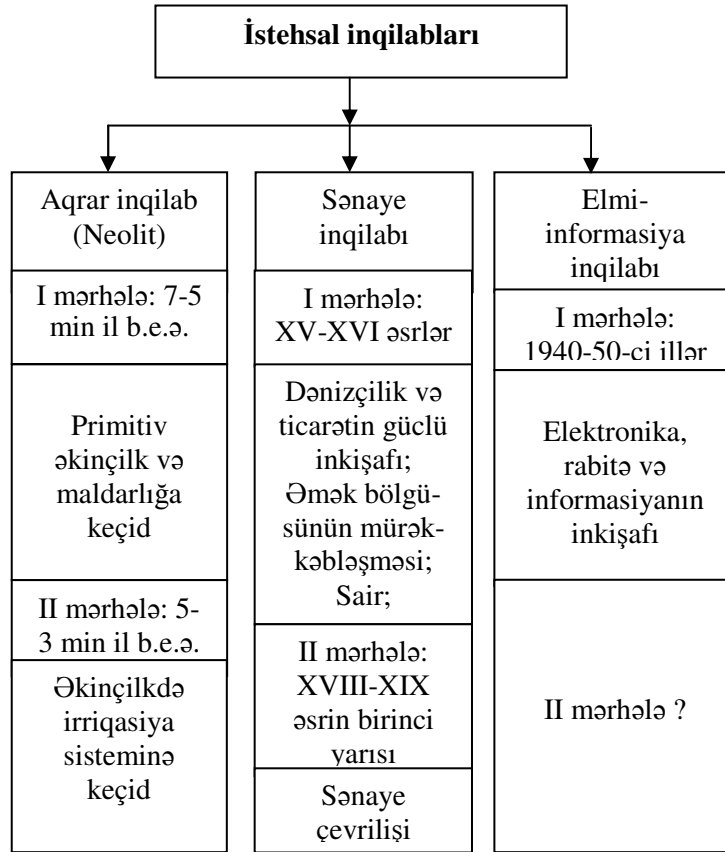 İstehsal inqilabları
Aqrar inqilab
(Neolit)
I mərhələ: 7-5
min il b.e.ə.
Primitiv
əkinçilk və
maldarlığa
keçid
II mərhələ: 5-
3 min il b.e.ə.
Əkinçilkdə
irriqasiya
sisteminə
keçid
Sənaye
inqilabı
I mərhələ:
XV-XVI əsrlər
Dənizçilik və
ticarətin güclü
inkişafı;
Əmək bölgü-
sünün mürək-
kəbləşməsi;
Sair;
II mərhələ:
XVIII-XIX
əsrin birinci
yarısı
Sənaye
çevrilişi
Elmi-
informasiya
inqilabı
I mərhələ:
1940-50-ci illər
Elektronika,
rabitə və
informasiyanın
inkişafı
II mərhələ ?